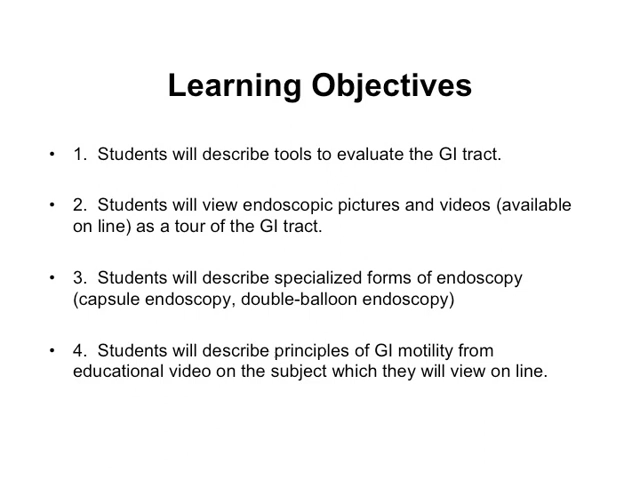 Learning Objectives
• 1.  Students will describe tools to evaluate the GI tract.
• 2.  Students will view endoscopic pictures and videos (available
on line) as a tour of the GI tract.
• 3.  Students will describe specialized forms of endoscopy
(capsule endoscopy, double-balloon endoscopy)
• 4.  Students will describe principles of GI motility from
educational video on the subject which they will view on line.